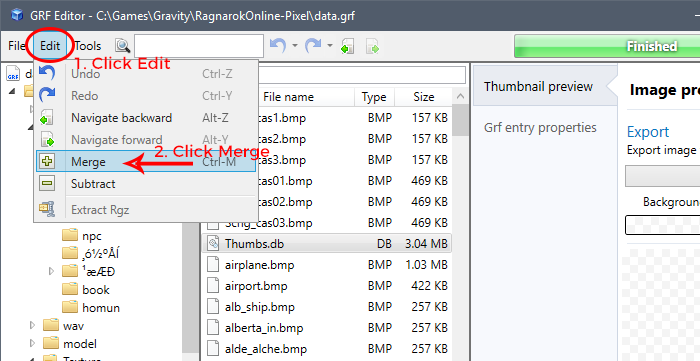 GRF Editor - C:\Games\Gravity\RagnarokOnline-Pixel\data.grf
File Edit Tools
Finished
1. Click Edit
Undo Ctrl-Z
Redo Ctrl-Y
Navigate backward Alt-Z
Navigate forward Alt-Y
2. Click Merge
Merge Ctrl-M
Subtract
Extract Rgz
GRF
npc
¸ó½ºÅÍ
¹æÆÐ
book
homun
wav
model
Texture
File name Type Size
cas1.bmp BMP 157 KB
cas2.bmp BMP 157 KB
cas3.bmp BMP 157 KB
cas01.bmp BMP 469 KB
cas02.bmp BMP 469 KB
Schg_cas03.bmp BMP 469 KB
Thumbs.db DB 3.04 MB
airplane.bmp BMP 1.03 MB
airport.bmp BMP 422 KB
alb_ship.bmp BMP 257 KB
alberta_in.bmp BMP 257 KB
alde_alche.bmp BMP 257 KB
Thumbnail preview
Grf entry properties
Image prev
Export
Export image
Backgroun